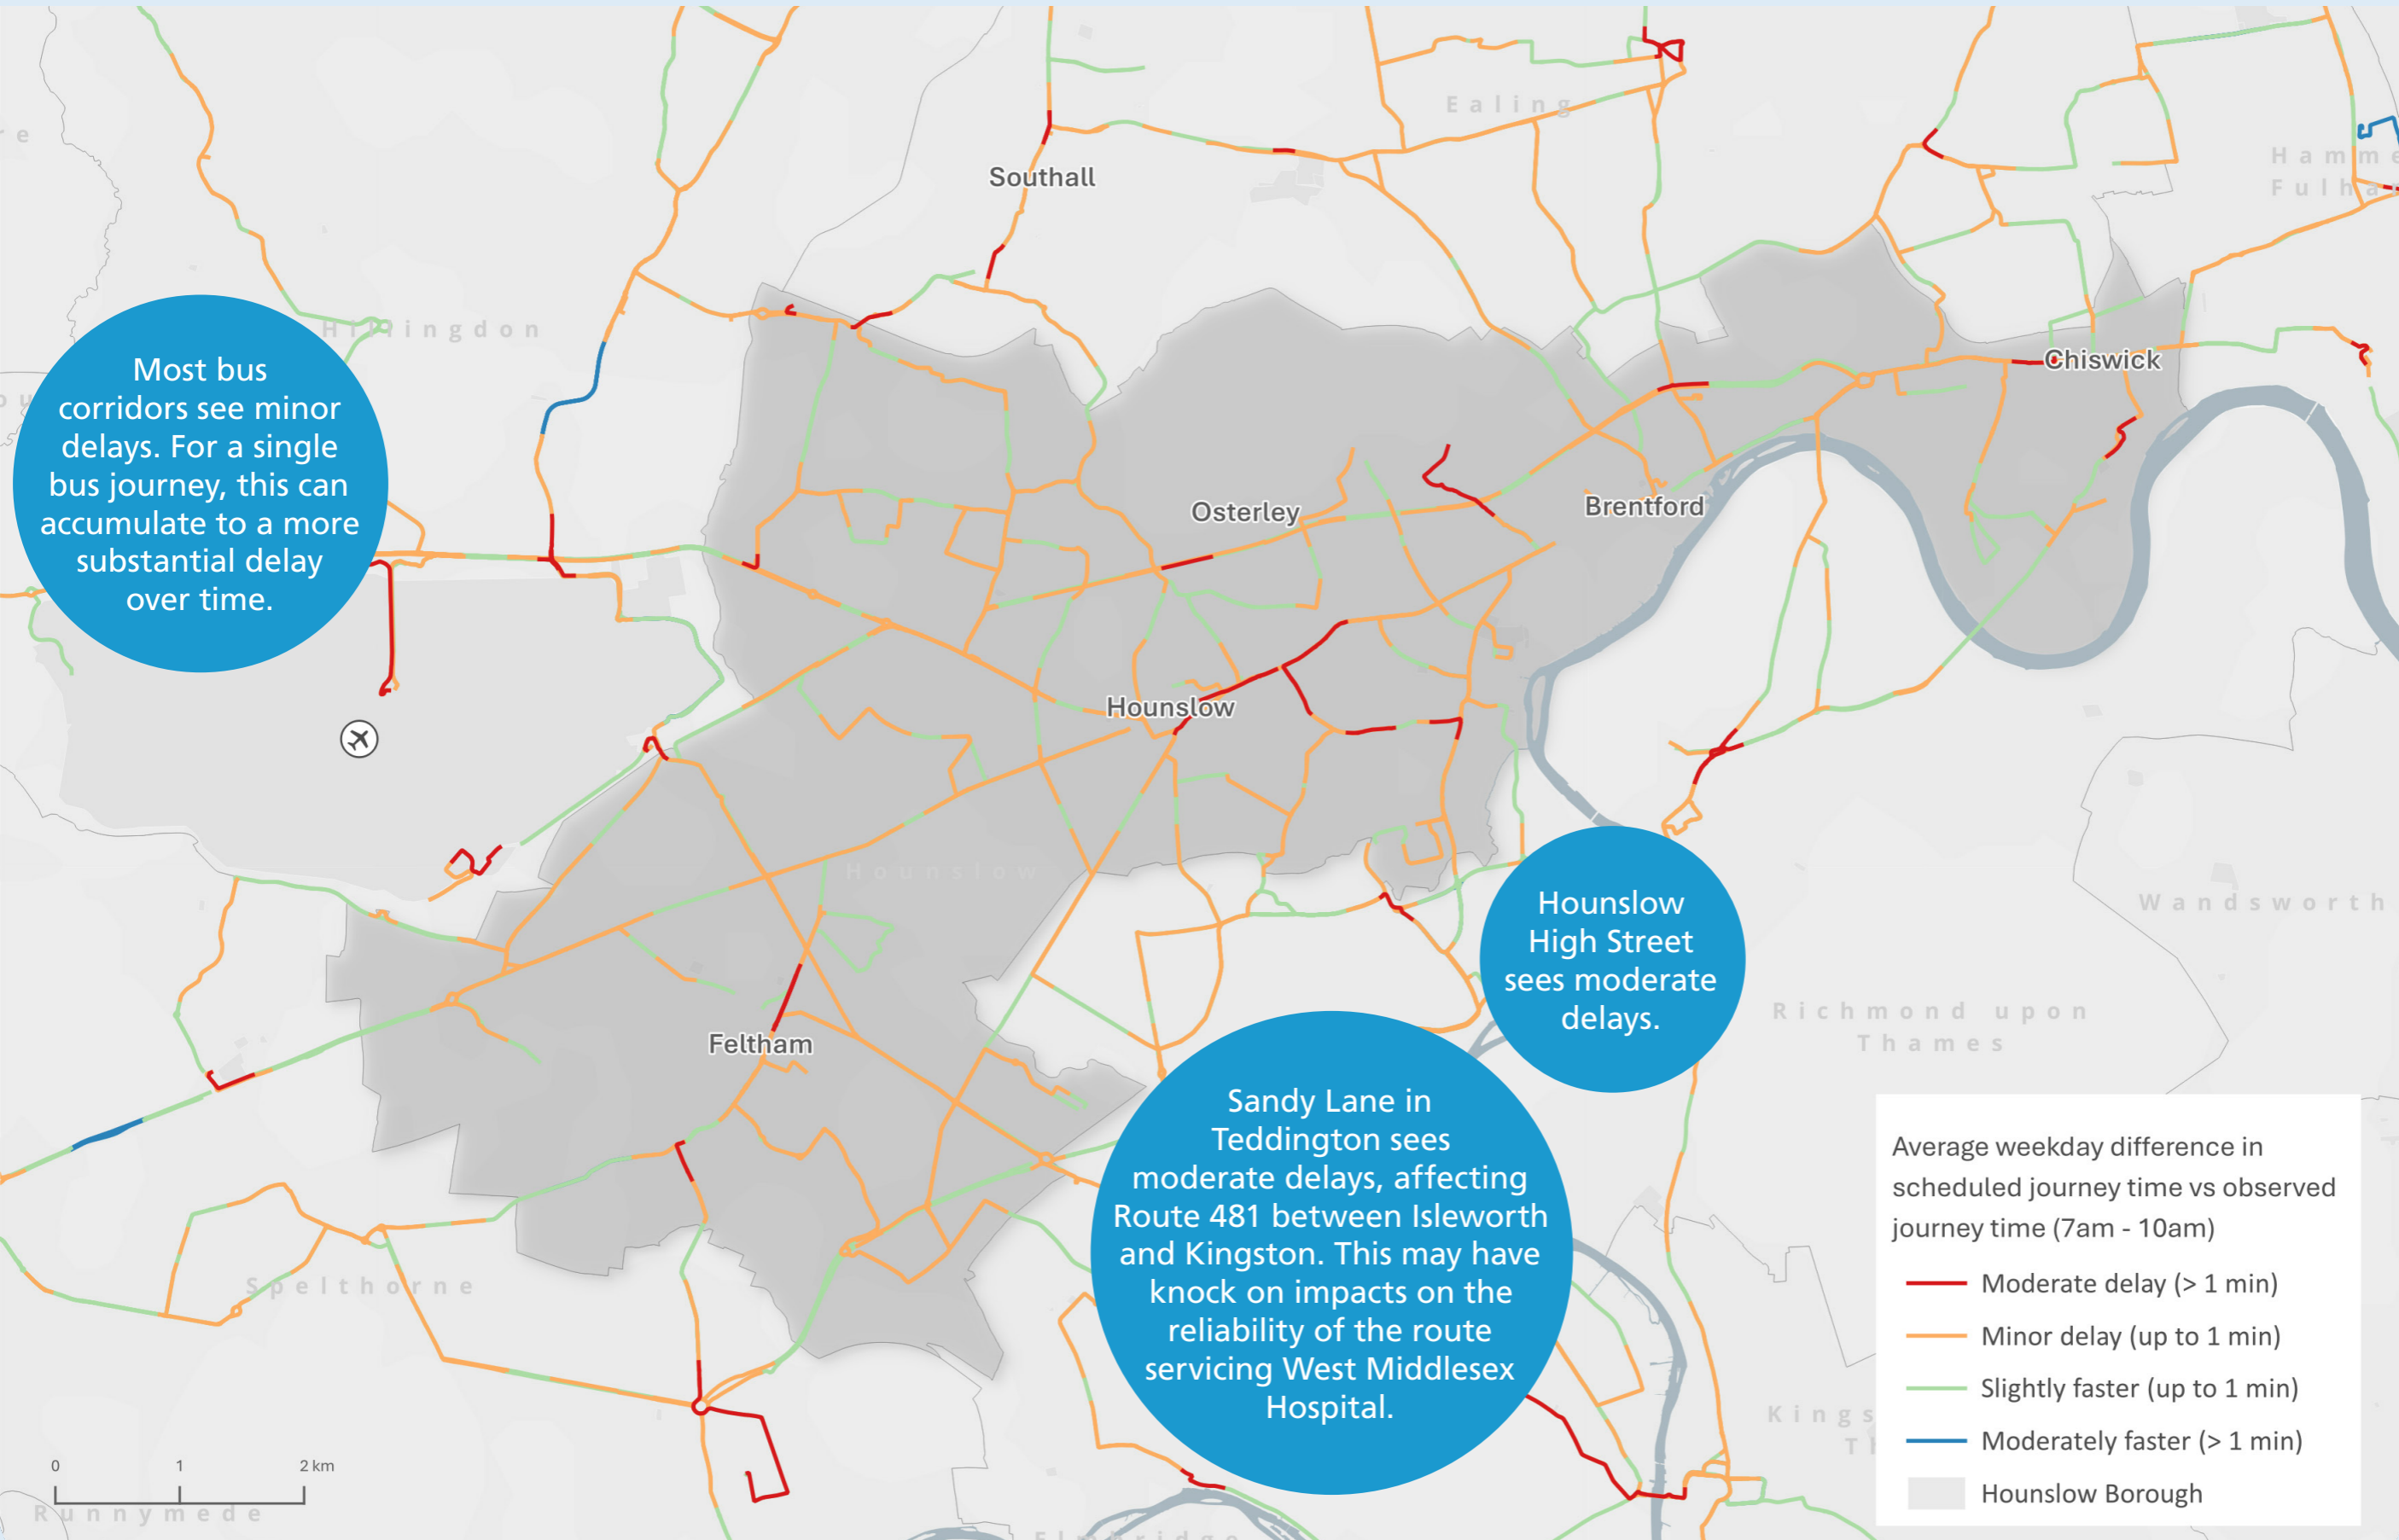 Ealing
Southall
Hamme
Fulha
Hillingdon
Most bus
corridors see minor
delays. For a single
bus journey, this can
accumulate to a more
substantial delay
over time.
Chiswick
Osterley
Brentford
Hounslow
Hounslow
Wandsworth
Hounslow
High Street
sees moderate
delays.
Richmond upon
Thames
Feltham
Sandy Lane in
Teddington sees
moderate delays, affecting
Route 481 between Isleworth
and Kingston. This may have
knock on impacts on the
reliability of the route
servicing West Middlesex
Hospital.
Spelthorne
Kings
Average weekday difference in
scheduled journey time vs observed
journey time (7am - 10am)
Moderate delay (> 1 min)
Minor delay (up to 1 min)
Slightly faster (up to 1 min)
Moderately faster (> 1 min)
Hounslow Borough
0 1 2 km
Runnymede
Elmbridge